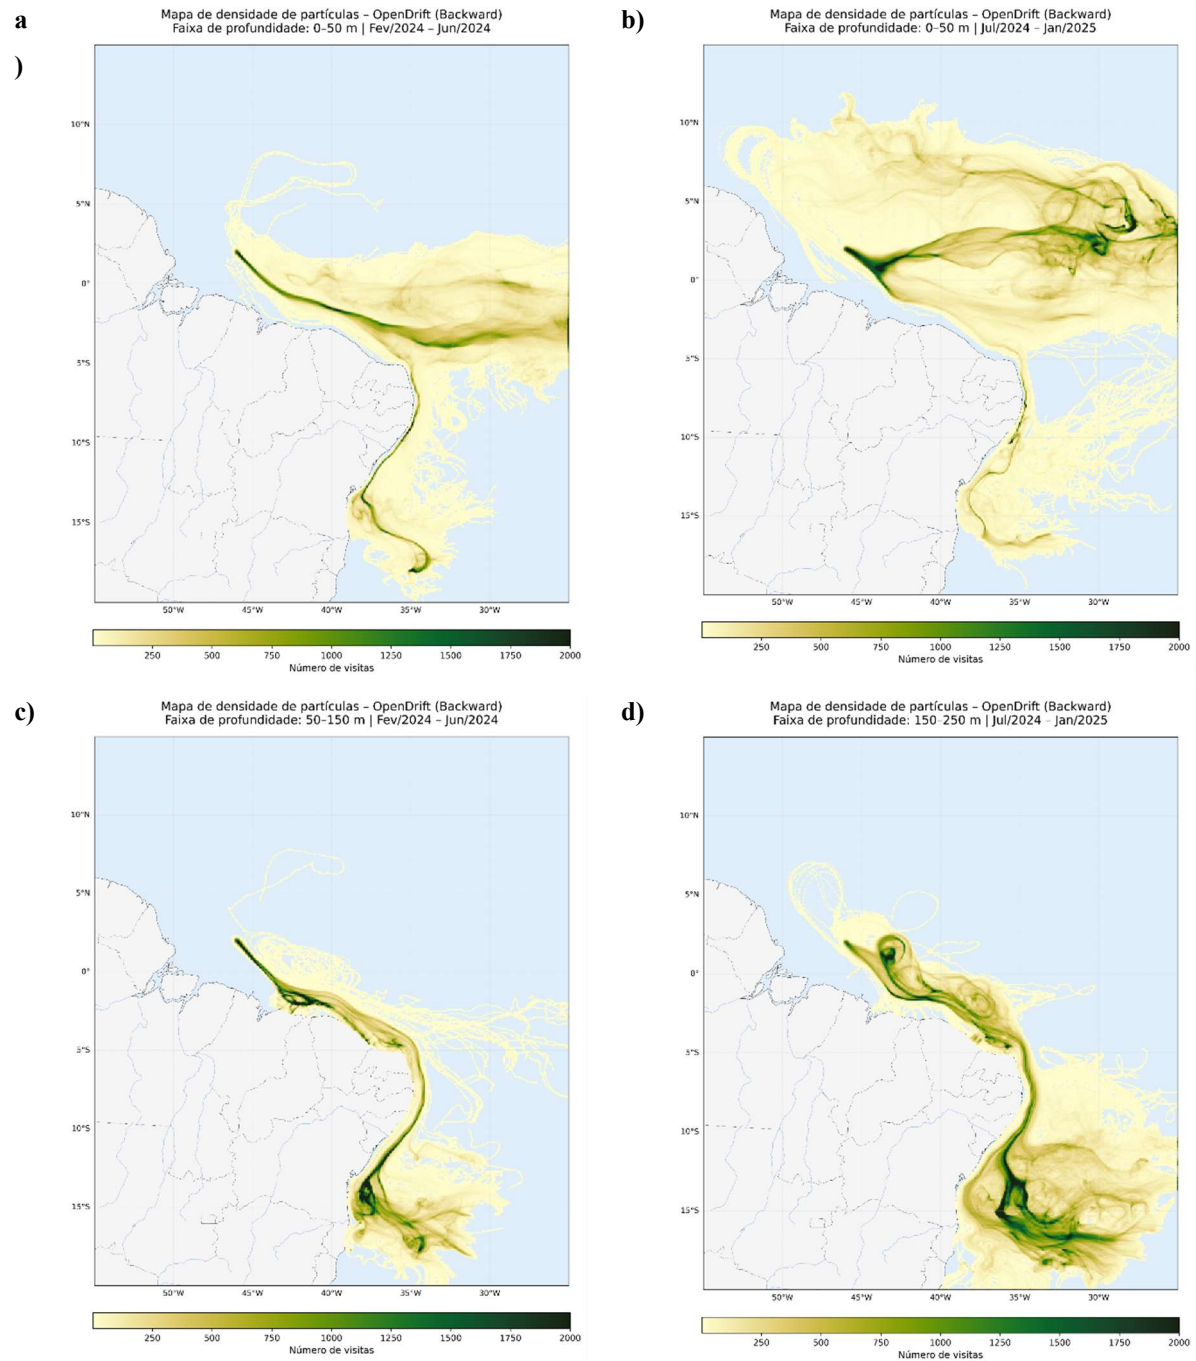 a
)
Mapa de densidade de partículas – OpenDrift (Backward)
Faixa de profundidade: 0–50 m | Fev/2024 – Jun/2024
10°N
5°N
0°
5°S
10°S
15°S
50°W 45°W 40°W 35°W 30°W
250 500 750 1000 1250 1500 1750 2000
Número de visitas
b)
Mapa de densidade de partículas – OpenDrift (Backward)
Faixa de profundidade: 0–50 m | Jul/2024 – Jan/2025
10°N
5°N
0°
5°S
10°S
15°S
50°W 45°W 40°W 35°W 30°W
250 500 750 1000 1250 1500 1750 2000
Número de visitas
c)
Mapa de densidade de partículas – OpenDrift (Backward)
Faixa de profundidade: 50–150 m | Fev/2024 – Jun/2024
10°N
5°N
0°
5°S
10°S
15°S
50°W 45°W 40°W 35°W 30°W
250 500 750 1000 1250 1500 1750 2000
Número de visitas
d)
Mapa de densidade de partículas – OpenDrift (Backward)
Faixa de profundidade: 150–250 m | Jul/2024 – Jan/2025
10°N
5°N
0°
5°S
10°S
15°S
50°W 45°W 40°W 35°W 30°W
250 500 750 1000 1250 1500 1750 2000
Número de visitas